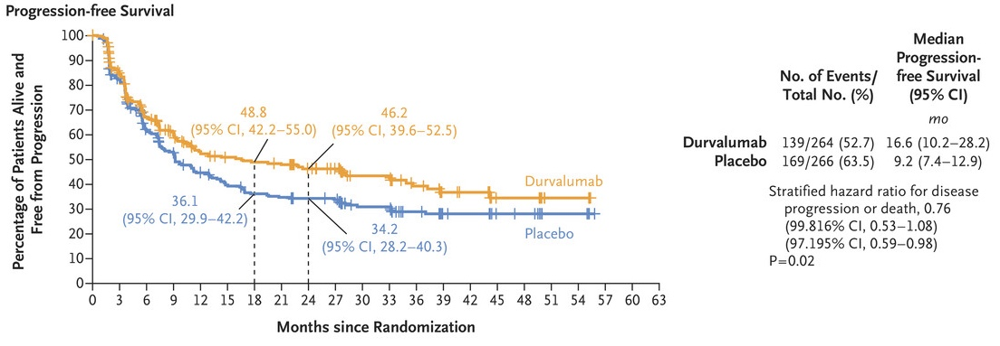 Progression-free Survival
Percentage of Patients Alive and
Free from Progression
100
90
80
70
60
50
40
30
20
10
0
48.8
(95% CI, 42.2–55.0)
46.2
(95% CI, 39.6–52.5)
36.1
(95% CI, 29.9–42.2)
34.2
(95% CI, 28.2–40.3)
Durvalumab
Placebo
0 3 6 9 12 15 18 21 24 27 30 33 36 39 42 45 48 51 54 57 60 63
Months since Randomization
No. of Events/
Total No. (%)
Median
Progression-
free Survival
(95% CI)
mo
Durvalumab 139/264 (52.7) 16.6 (10.2–28.2)
Placebo 169/266 (63.5) 9.2 (7.4–12.9)
Stratified hazard ratio for disease
progression or death, 0.76
(99.816% CI, 0.53–1.08)
(97.195% CI, 0.59–0.98)
P=0.02